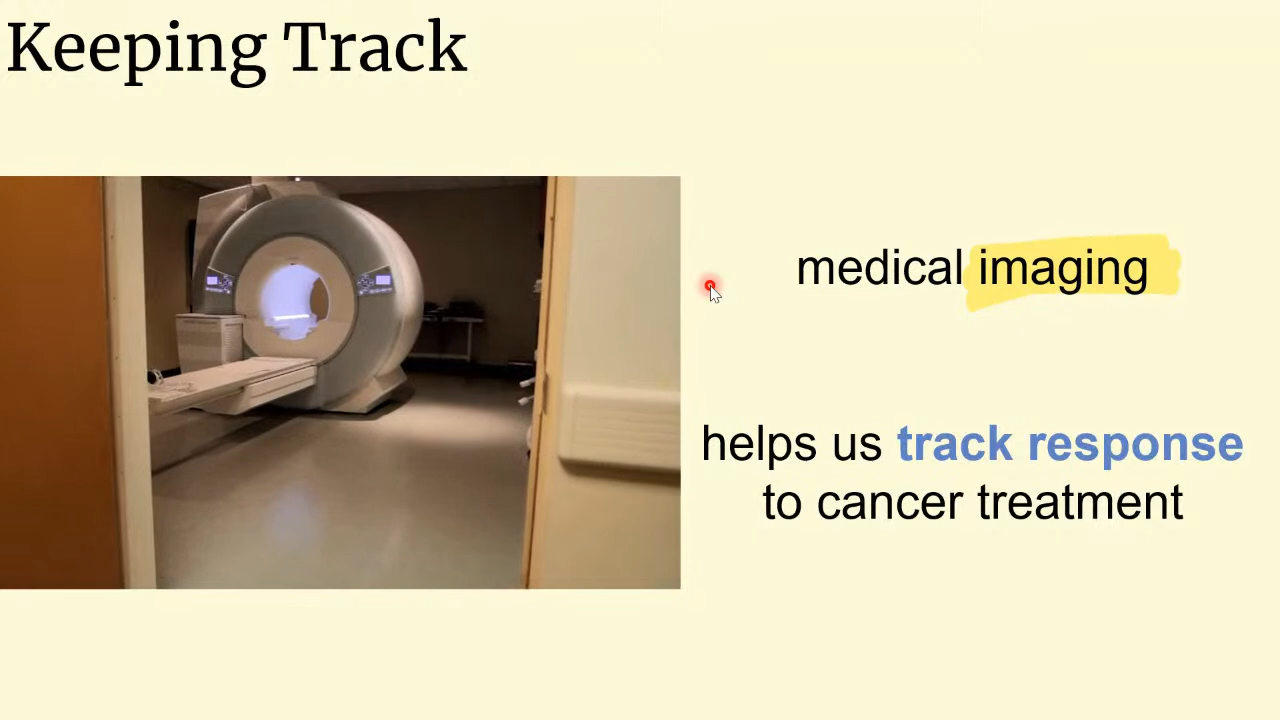 Keeping Track
medical imaging
helps us track response
to cancer treatment